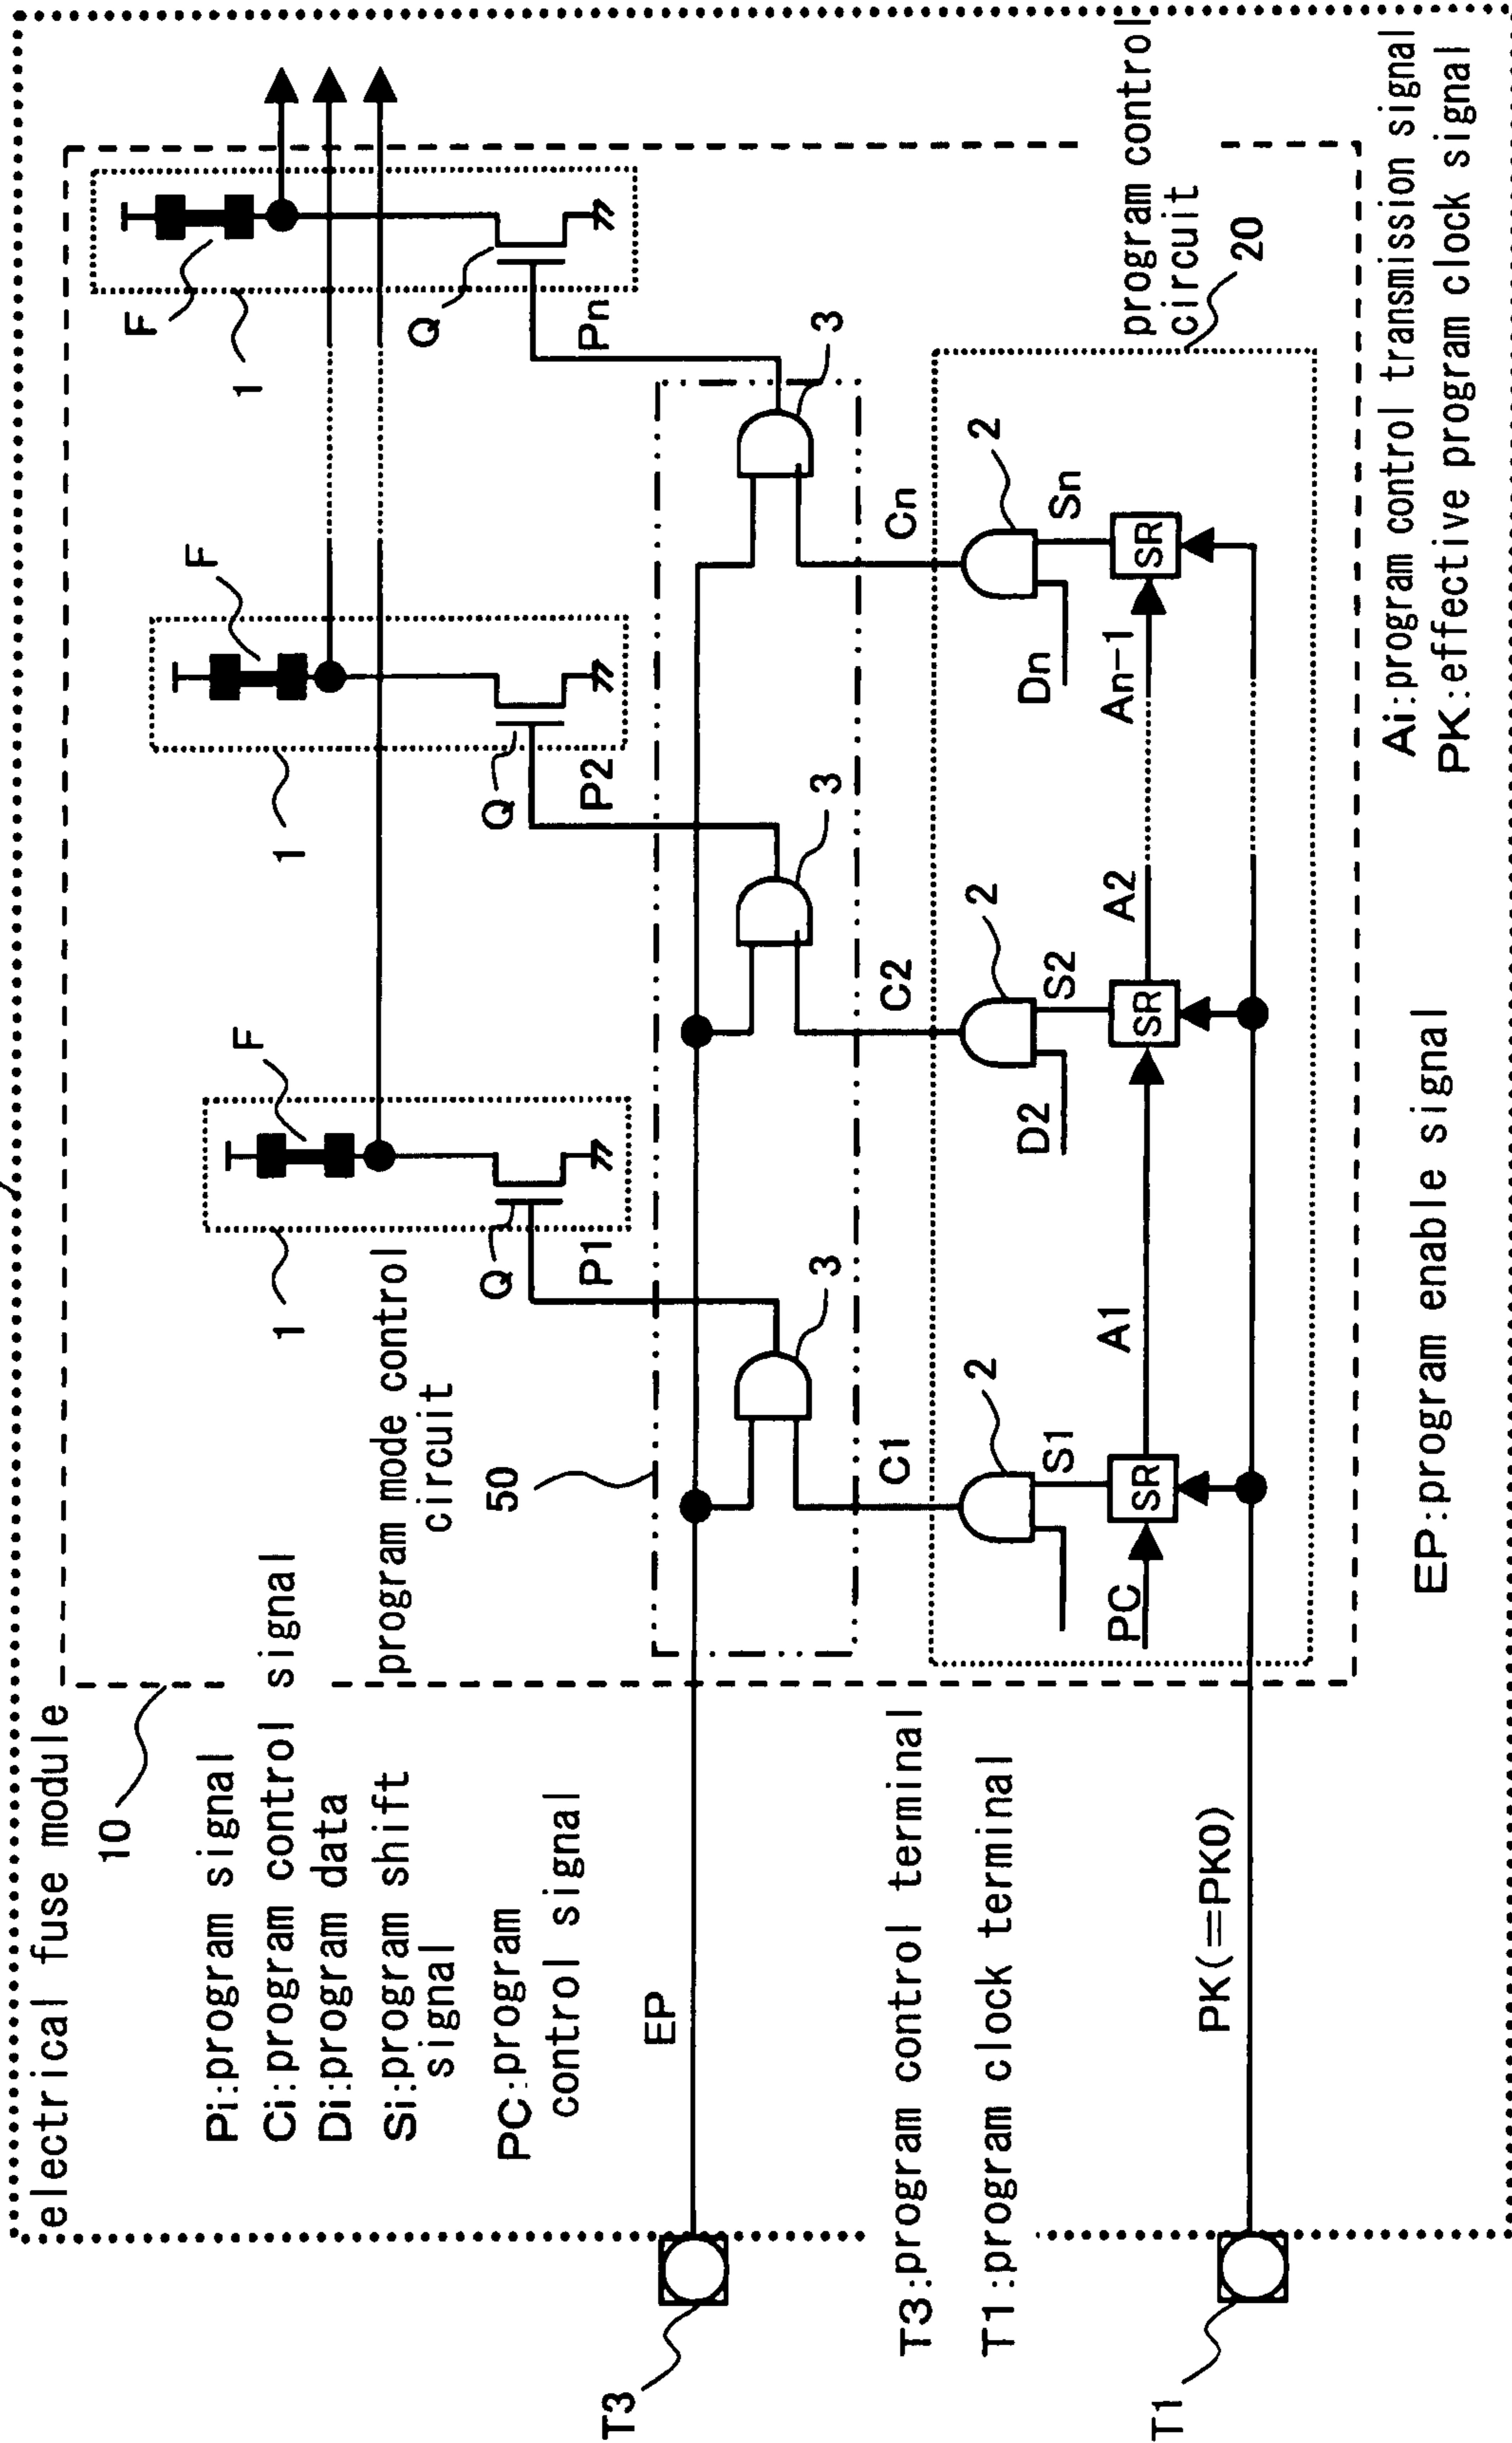 electrical fuse module
10
Pi:program signal
Ci:program control signal
Di:program data
Si:program shift
signal
PC:program
control signal
program mode control
circuit
50
F
F
F
1
1
1
Q
Q
Q
P1
P2
Pn
EP
3
3
3
C1
C2
Cn
program control
circuit
20
2
2
2
S1
S2
Sn
D2
Dn
PC
SR
A1
SR
A2
An-1
SR
T3
T3:program control terminal
T1:program clock terminal
PK(=PK0)
T1
EP:program enable signal
Ai:program control transmission signal
PK:effective program clock signal